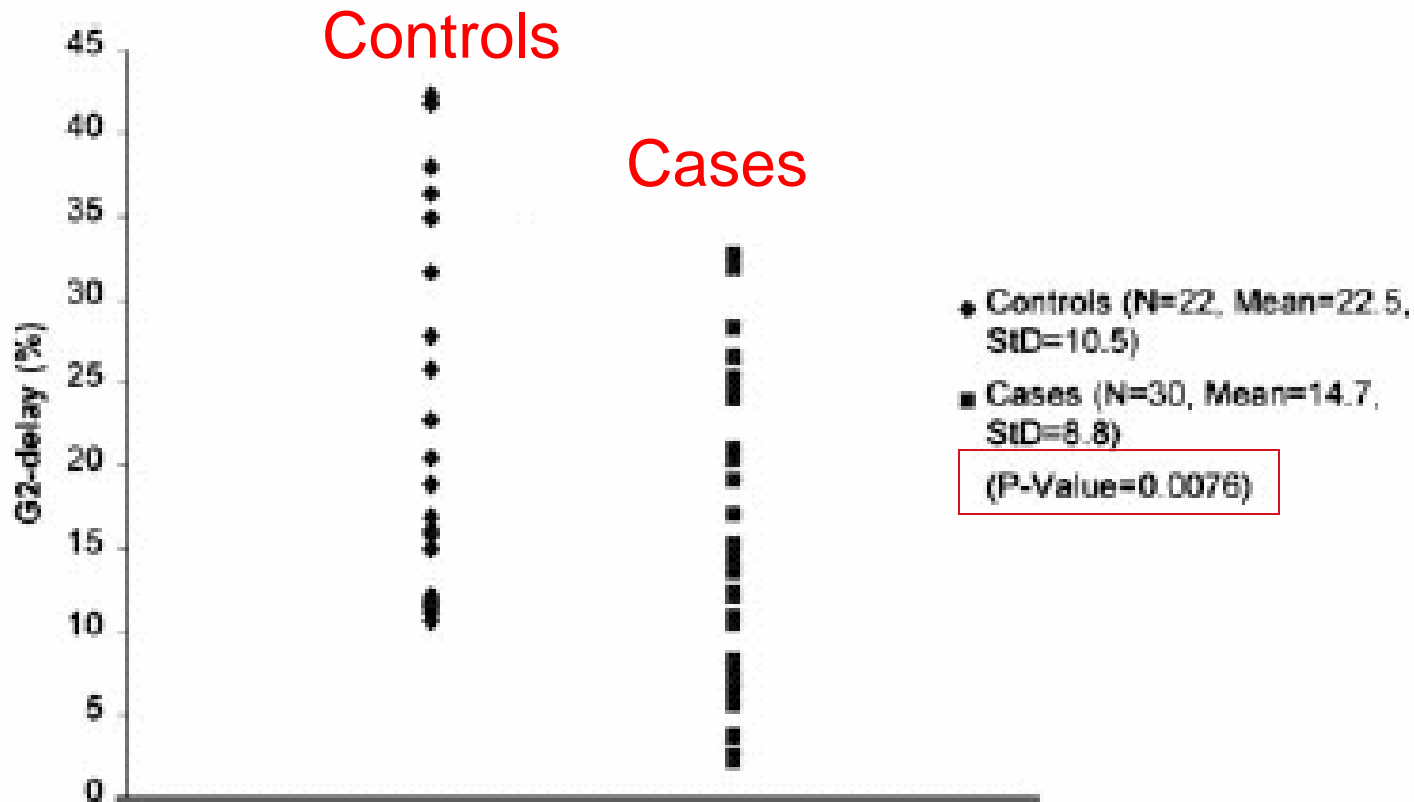 Controls
Cases
45
40
35
30
25
20
15
10
5
0
G2-delay (%)
Controls (N=22, Mean=22.5,
StD=10.5)
Cases (N=30, Mean=14.7,
StD=8.8)
(P-Value=0.0076)